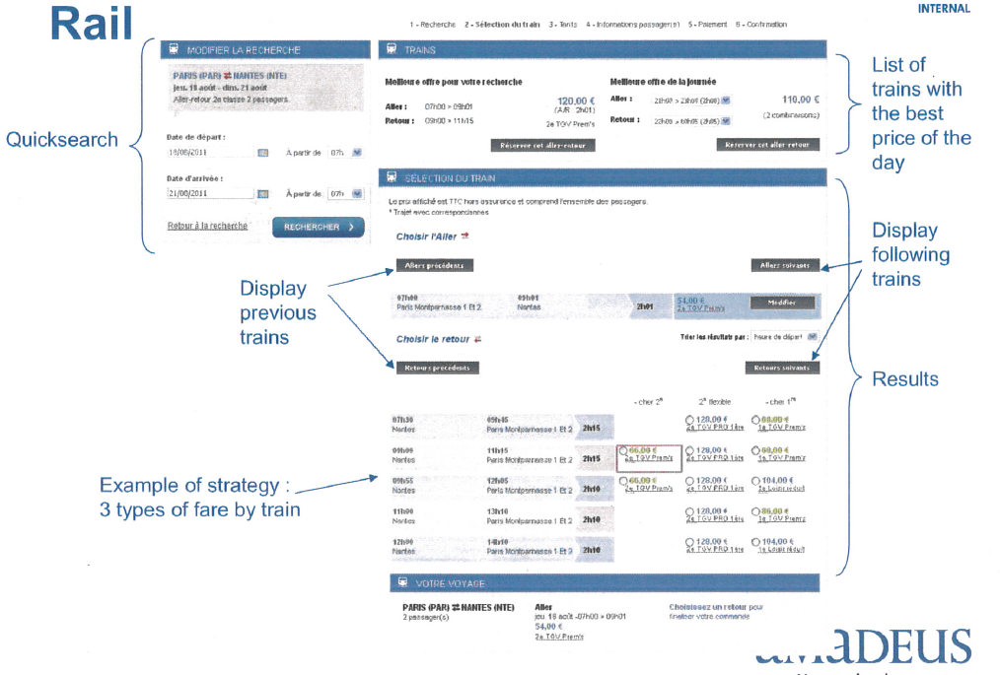 Rail
INTERNAL
1 - Recherche 2 - Sélection du train 3 - Tarifs 4 - Informations passager(s) 5 - Paiement 6 - Confirmation
Quicksearch
MODIFIER LA RECHERCHE
PARIS (PAR) ⇄ NANTES (NTE)
jeu. 18 août - dim. 21 août
Aller-retour 2e classe 2 passagers.
Date de départ :
18/08/2011 À partir de 07h
Date d'arrivée :
21/08/2011 À partir de 07h
Retour à la recherche RECHERCHER
TRAINS
Meilleure offre pour votre recherche
Aller : 07h00 > 09h01
Retour : 09h00 > 11h15
120,00 €
(A/R 2h01)
2e TGV Prem's
Réserver cet aller-retour
Meilleure offre de la journée
Aller :
Retour :
110,00 €
(2 combinaisons)
Réserver cet aller-retour
List of
trains with
the best
price of the
day
SÉLECTION DU TRAIN
Le prix affiché est TTC hors assurance et comprend l'ensemble des passagers.
* Trajet avec correspondances
Choisir l'Aller
Allers précédents Allers suivants
Display
previous
trains
Display
following
trains
07h00 09h01
Paris Montparnasse 1 Et 2 Nantes 2h01
54,00 €
2e TGV Prem's
Modifier
Choisir le retour Trier les résultats par : heure de départ
Retours précédents Retours suivants
Results
- cher 2e 2e flexible - cher 1re
07h30 09h45 128,00 € 68,00 €
Nantes Paris Montparnasse 1 Et 2 2h15 2e TGV PRO 1ère 1e TGV Prem's
09h00 11h15 66,00 € 128,00 € 68,00 €
Nantes Paris Montparnasse 1 Et 2 2h15 2e TGV Prem's 2e TGV PRO 1ère 1e TGV Prem's
09h55 12h05 66,00 € 128,00 € 104,00 €
Nantes Paris Montparnasse 1 Et 2 2h10 2e TGV Prem's 2e TGV PRO 1ère 1e Loisir réduit
11h00 13h10 128,00 € 86,00 €
Nantes Paris Montparnasse 1 Et 2 2h10 2e TGV PRO 1ère 1e TGV Prem's
12h00 14h10 128,00 € 104,00 €
Nantes Paris Montparnasse 1 Et 2 2h10 2e TGV PRO 1ère 1e Loisir réduit
Example of strategy :
3 types of fare by train
VOTRE VOYAGE
PARIS (PAR) ⇄ NANTES (NTE)
2 passager(s)
Aller
jeu. 18 août -07h00 > 09h01
54,00 €
2e TGV Prem's
Choisissez un retour pour
finaliser votre commande
aMaDEUS